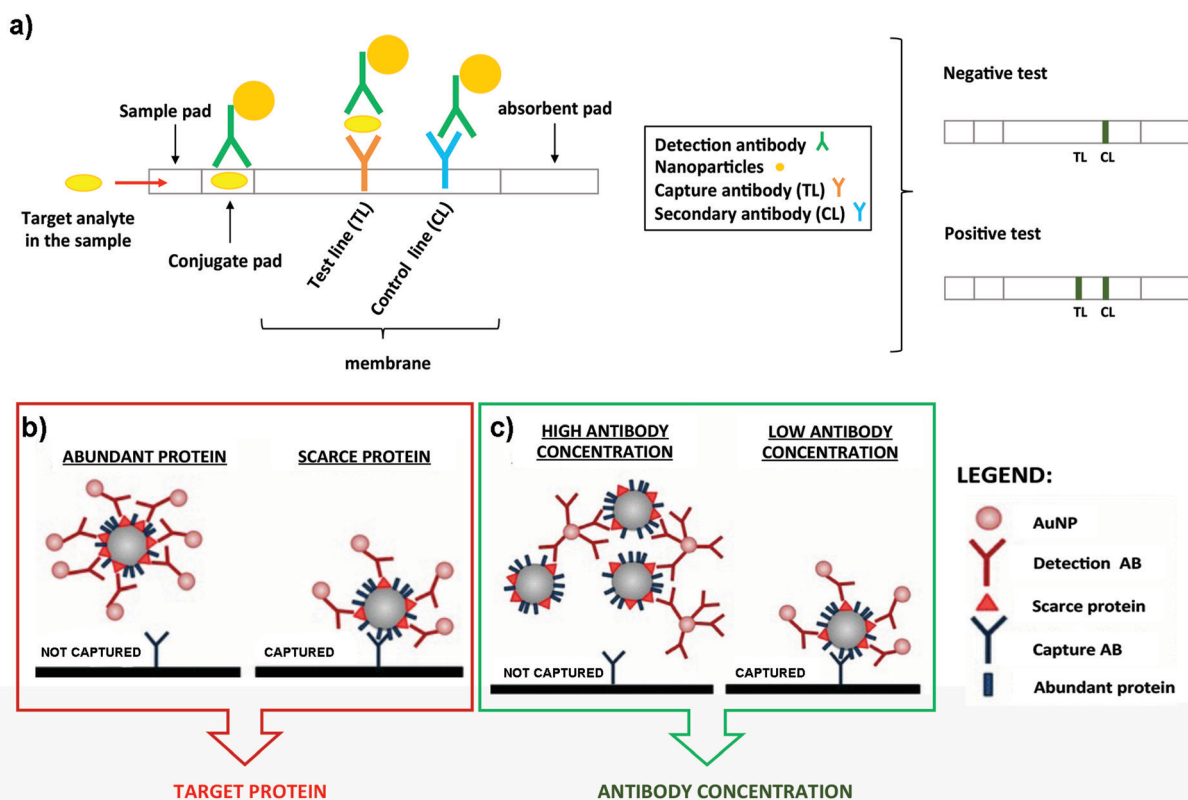 a)
Sample pad
absorbent pad
Target analyte
in the sample
Conjugate pad
Test line (TL)
Control line (CL)
membrane
Detection antibody
Nanoparticles
Capture antibody (TL)
Secondary antibody (CL)
Negative test
TL CL
Positive test
TL CL
b)
ABUNDANT PROTEIN
SCARCE PROTEIN
NOT CAPTURED
CAPTURED
TARGET PROTEIN
c)
HIGH ANTIBODY
CONCENTRATION
LOW ANTIBODY
CONCENTRATION
NOT CAPTURED
CAPTURED
ANTIBODY CONCENTRATION
LEGEND:
AuNP
Detection AB
Scarce protein
Capture AB
Abundant protein